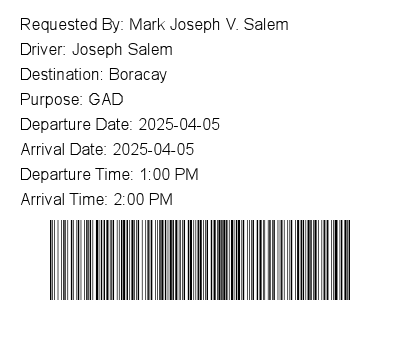 Requested By: Mark Joseph V. Salem
Driver: Joseph Salem
Destination: Boracay
Purpose: GAD
Departure Date: 2025-04-05
Arrival Date: 2025-04-05
Departure Time: 1:00 PM
Arrival Time: 2:00 PM